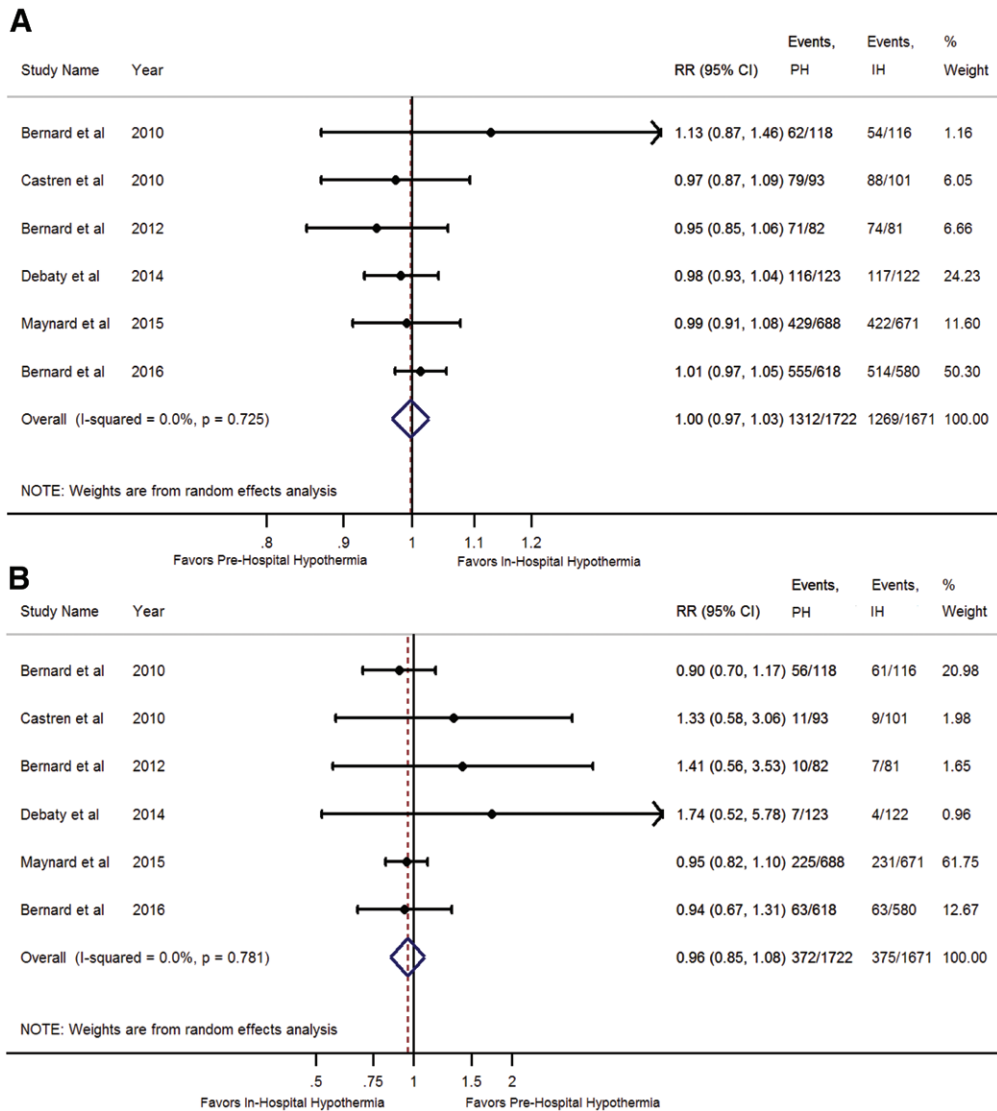 A
Events, Events, %
Study Name Year RR (95% CI) PH IH Weight
Bernard et al 2010 1.13 (0.87, 1.46) 62/118 54/116 1.16
Castren et al 2010 0.97 (0.87, 1.09) 79/93 88/101 6.05
Bernard et al 2012 0.95 (0.85, 1.06) 71/82 74/81 6.66
Debaty et al 2014 0.98 (0.93, 1.04) 116/123 117/122 24.23
Maynard et al 2015 0.99 (0.91, 1.08) 429/688 422/671 11.60
Bernard et al 2016 1.01 (0.97, 1.05) 555/618 514/580 50.30
Overall (I-squared = 0.0%, p = 0.725) 1.00 (0.97, 1.03) 1312/1722 1269/1671 100.00
NOTE: Weights are from random effects analysis
.8 .9 1 1.1 1.2
Favors Pre-Hospital Hypothermia Favors In-Hospital Hypothermia
B
Events, Events, %
Study Name Year RR (95% CI) PH IH Weight
Bernard et al 2010 0.90 (0.70, 1.17) 56/118 61/116 20.98
Castren et al 2010 1.33 (0.58, 3.06) 11/93 9/101 1.98
Bernard et al 2012 1.41 (0.56, 3.53) 10/82 7/81 1.65
Debaty et al 2014 1.74 (0.52, 5.78) 7/123 4/122 0.96
Maynard et al 2015 0.95 (0.82, 1.10) 225/688 231/671 61.75
Bernard et al 2016 0.94 (0.67, 1.31) 63/618 63/580 12.67
Overall (I-squared = 0.0%, p = 0.781) 0.96 (0.85, 1.08) 372/1722 375/1671 100.00
NOTE: Weights are from random effects analysis
.5 .75 1 1.5 2
Favors In-Hospital Hypothermia Favors Pre-Hospital Hypothermia